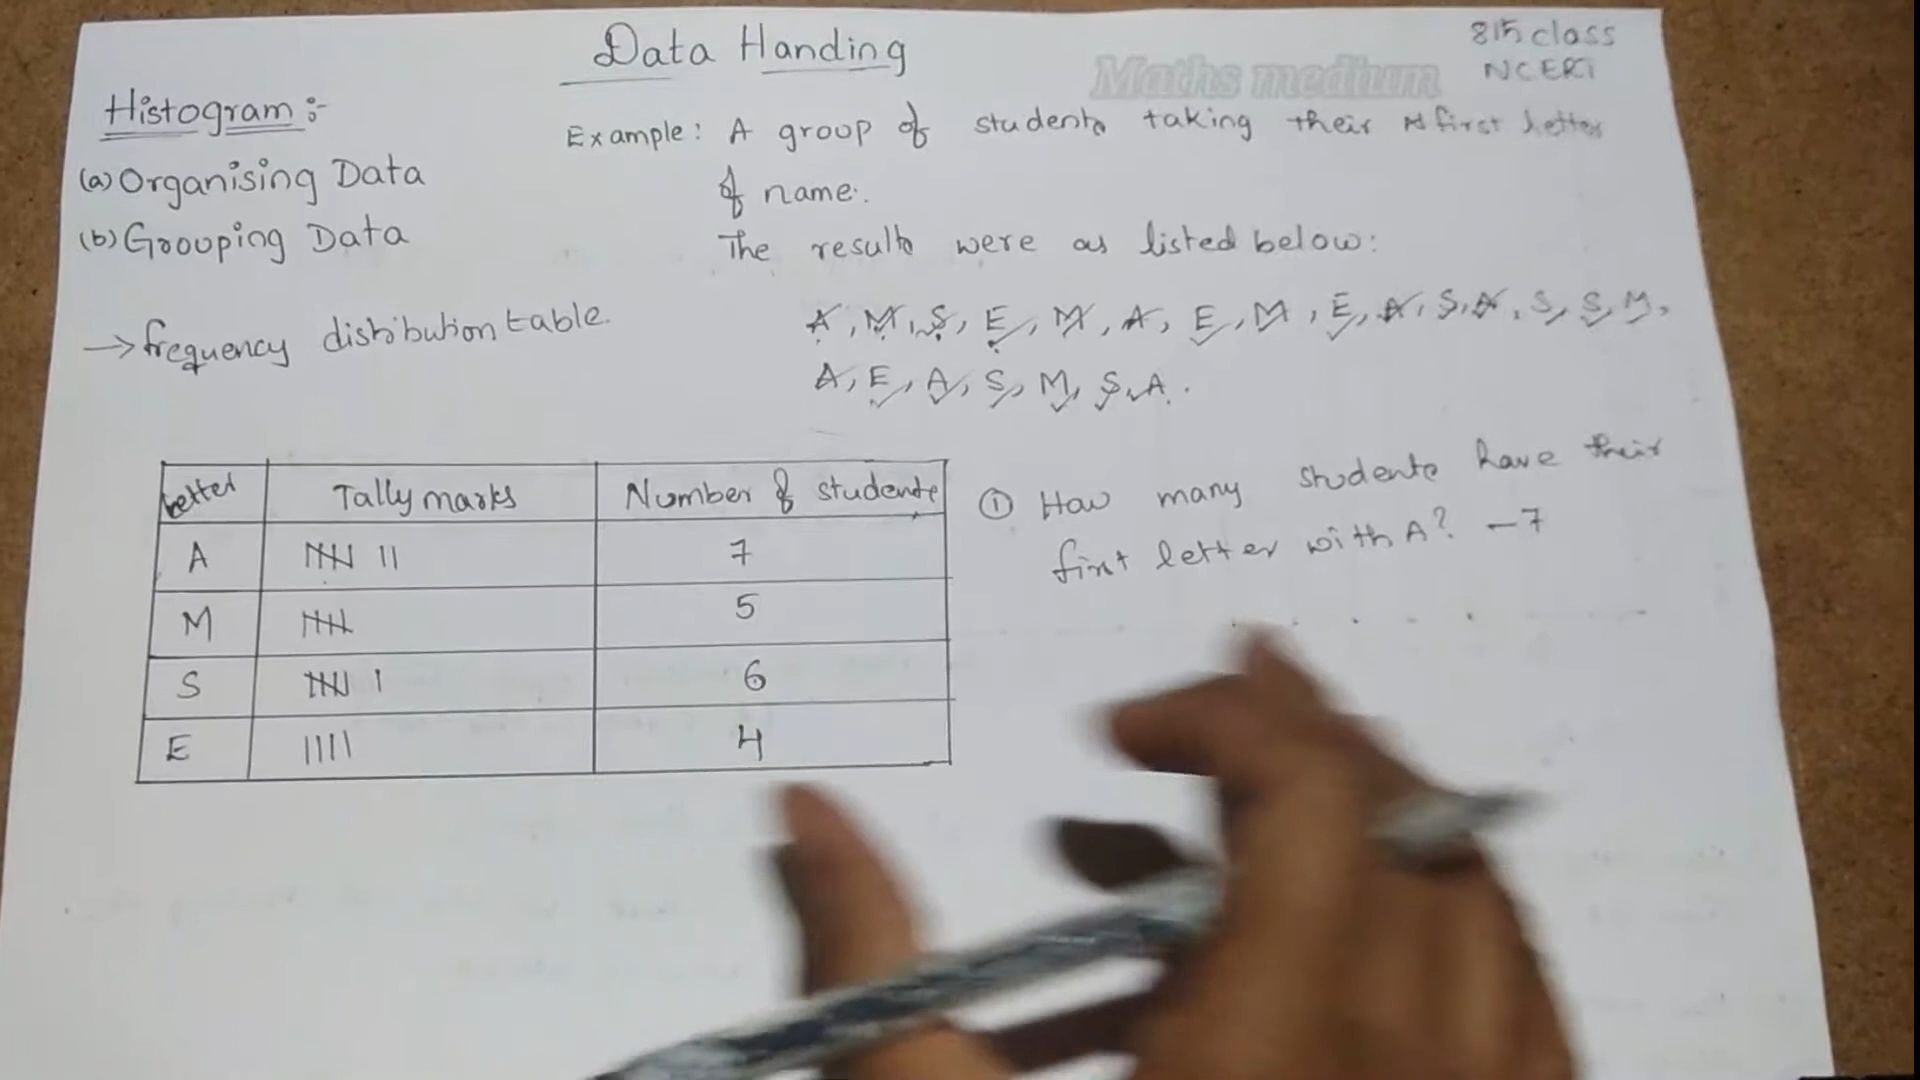 Data Handing
8th class
NCERT
Maths medium
Histogram :-
(a) Organising Data
(b) Grouping Data
→ frequency distribution table.
Example: A group of students taking their first letter
of name.
The results were as listed below:
A, M, S, E, M, A, E, M, E, A, S, A, S, S, M,
A, E, A, S, M, S, A.
Letter Tally marks Number of students
A 7
M 5
S 6
E 4
① How many students have their
first letter with A? — 7